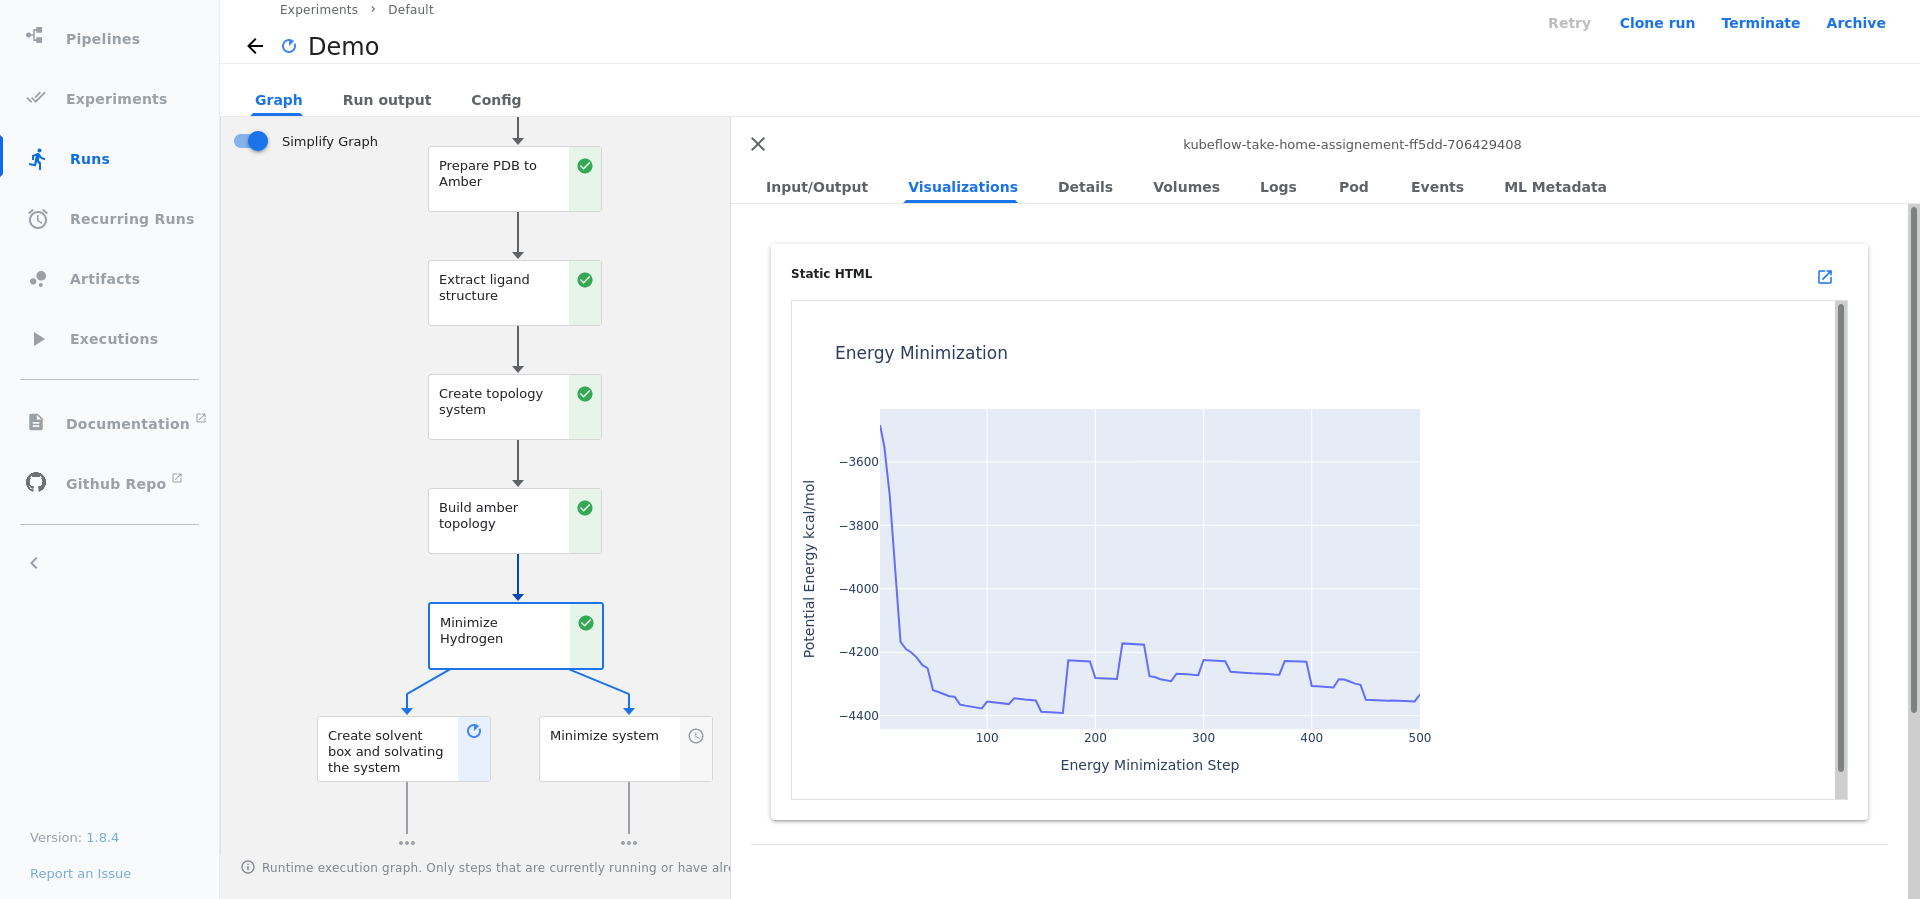 Experiments > Default
Demo
Retry
Clone run
Terminate
Archive
Pipelines
Experiments
Runs
Recurring Runs
Artifacts
Executions
Documentation
Github Repo
Version: 1.8.4
Report an Issue
Graph
Run output
Config
Simplify Graph
Prepare PDB to
Amber
Extract ligand
structure
Create topology
system
Build amber
topology
Minimize
Hydrogen
Create solvent
box and solvating
the system
Minimize system
Runtime execution graph. Only steps that are currently running or have alr
kubeflow-take-home-assignement-ff5dd-706429408
Input/Output
Visualizations
Details
Volumes
Logs
Pod
Events
ML Metadata
Static HTML
Energy Minimization
Potential Energy kcal/mol
−3600
−3800
−4000
−4200
−4400
100
200
300
400
500
Energy Minimization Step